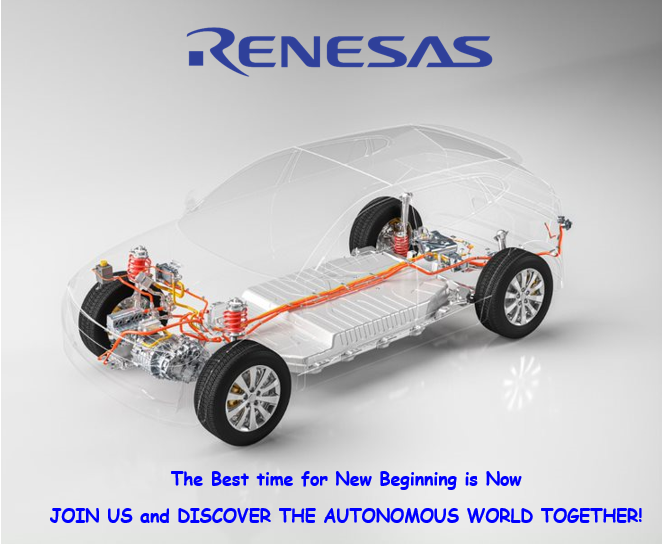 RENESAS
The Best time for New Beginning is Now
JOIN US and DISCOVER THE AUTONOMOUS WORLD TOGETHER!